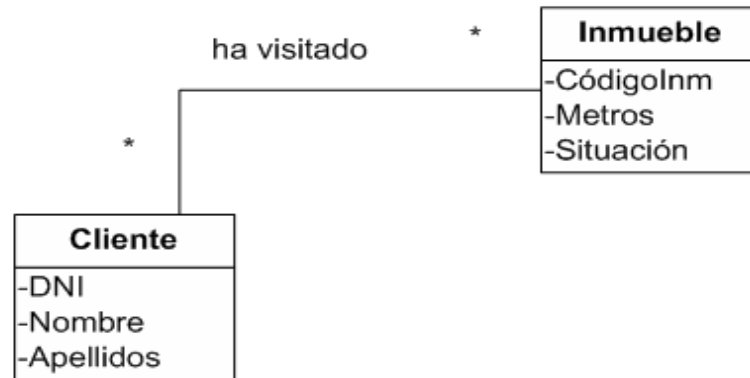 ha visitado
*
Inmueble
-CódigoInm
-Metros
-Situación
*
Cliente
-DNI
-Nombre
-Apellidos